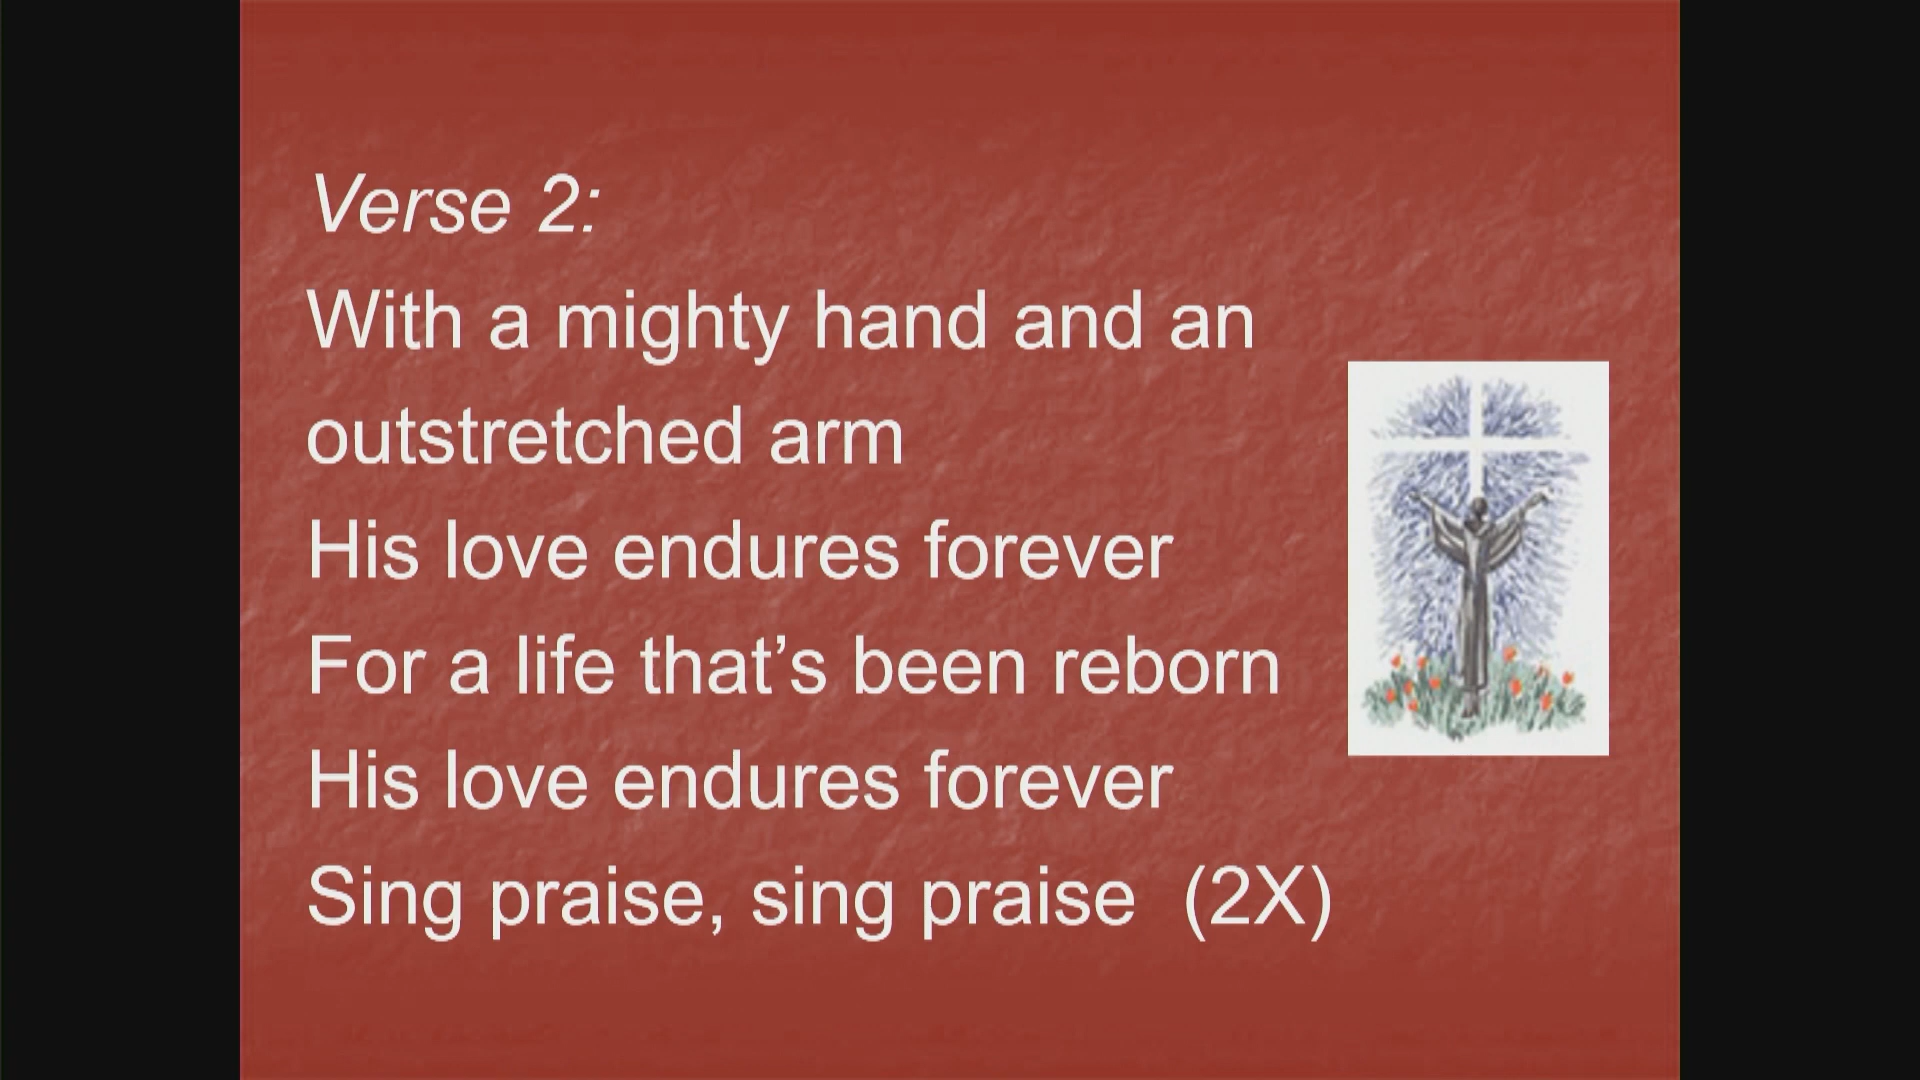 Verse 2:
With a mighty hand and an
outstretched arm
His love endures forever
For a life that’s been reborn
His love endures forever
Sing praise, sing praise  (2X)